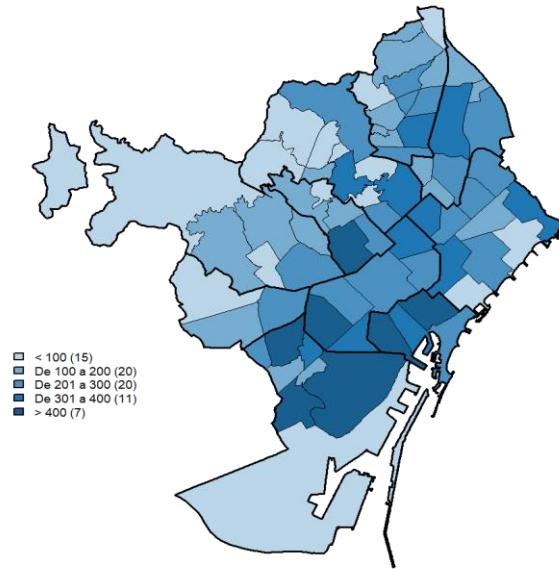 < 100 (15)
De 100 a 200 (20)
De 201 a 300 (20)
De 301 a 400 (11)
> 400 (7)